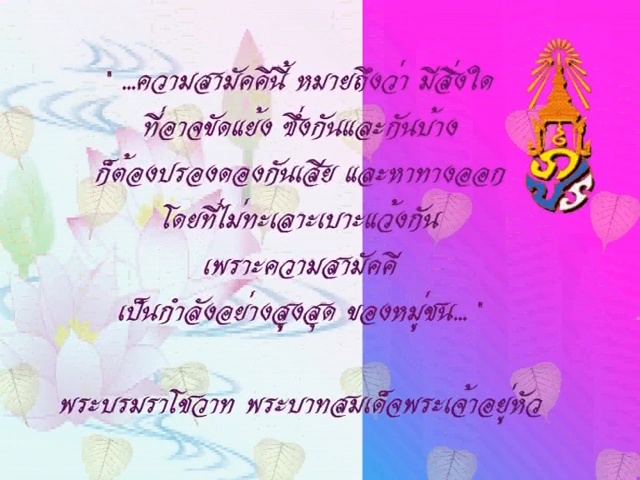 " ...ความสามัคคีนี้ หมายถึงว่า มีสิ่งใด
ที่อาจขัดแย้ง ซึ่งกันและกันบ้าง
ก็ต้องปรองดองกันเสีย และหาทางออก
โดยที่ไม่ทะเลาะเบาะแว้งกัน
เพราะความสามัคคี
เป็นกำลังอย่างสูงสุด ของหมู่ชน... "
พระบรมราโชวาท พระบาทสมเด็จพระเจ้าอยู่หัว